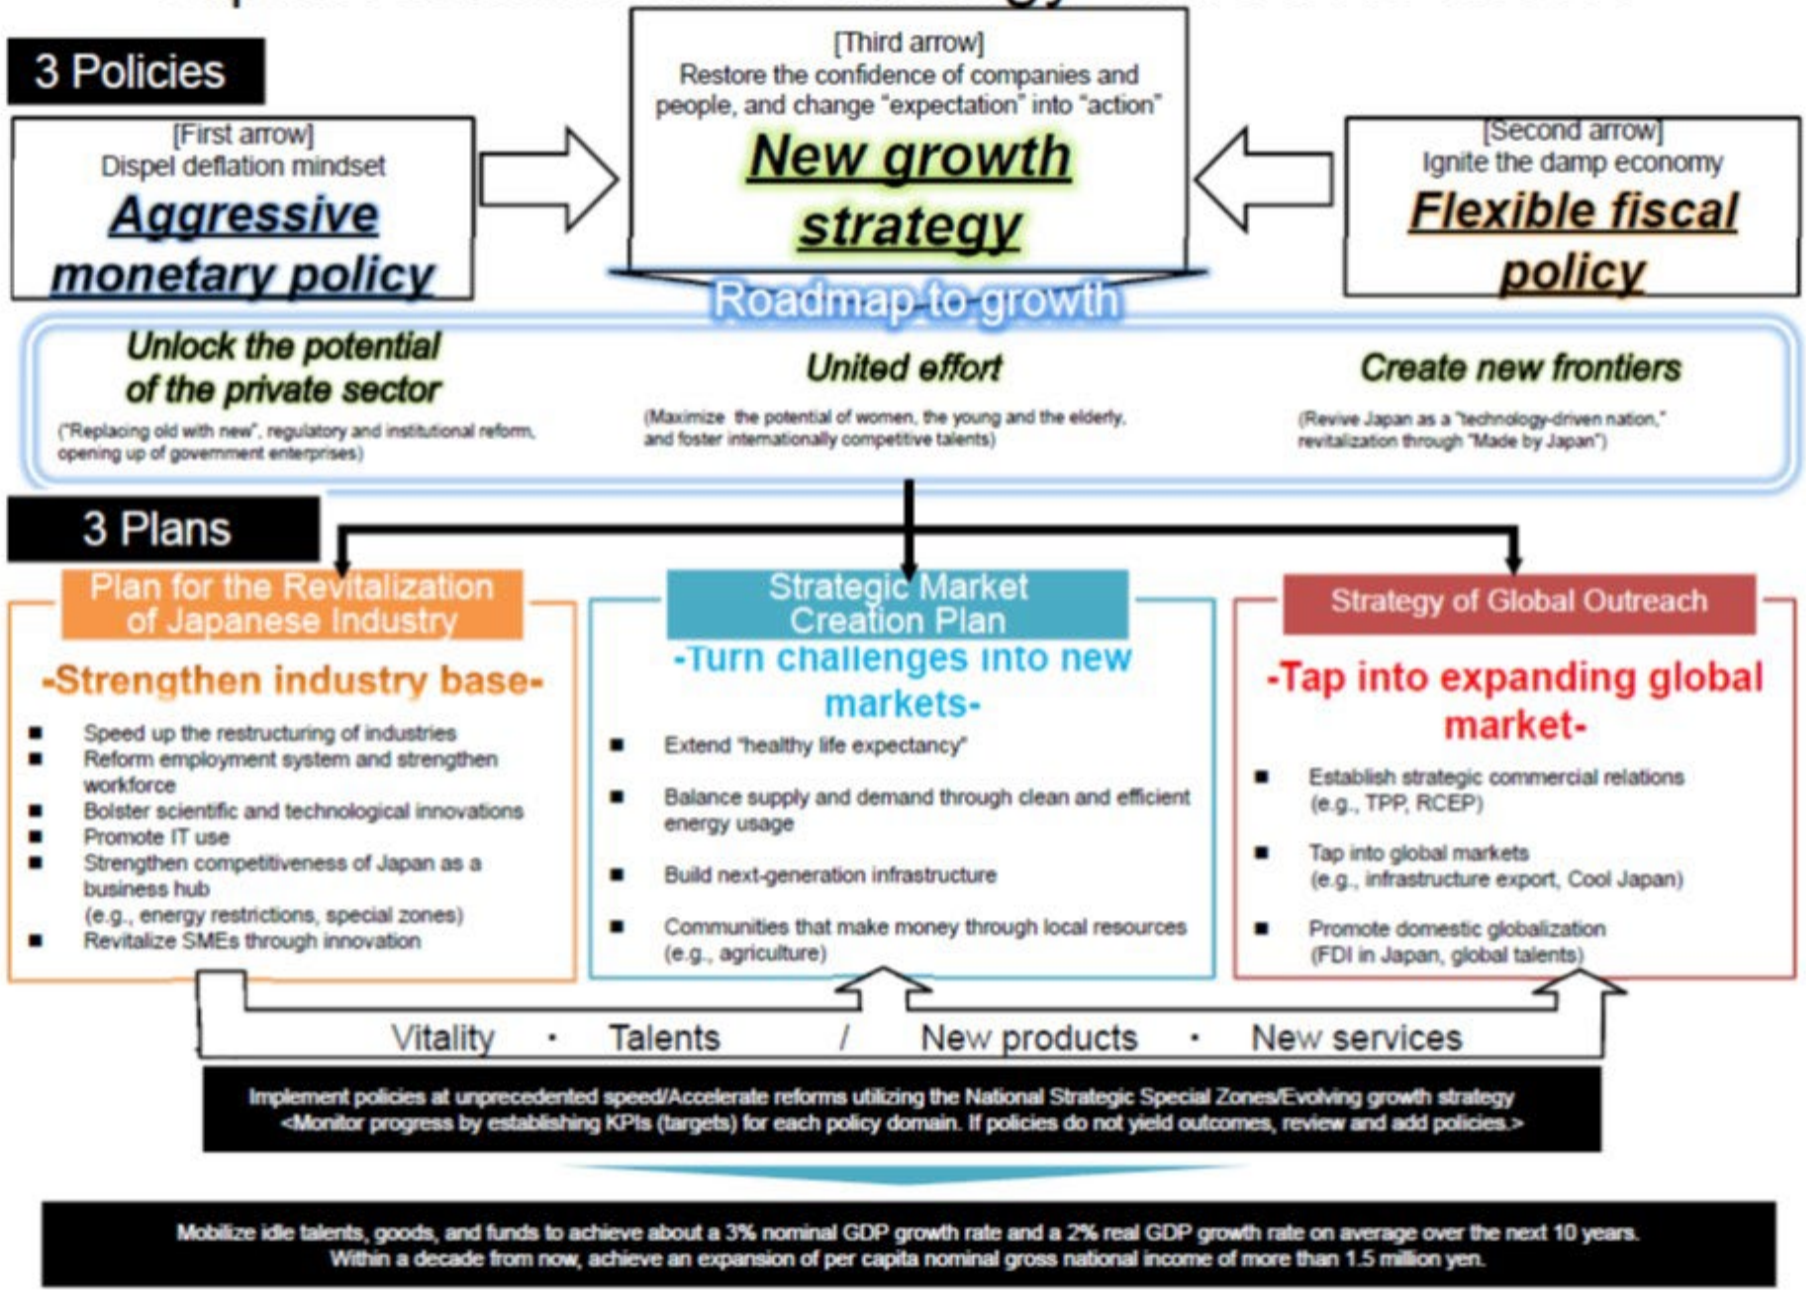 3 Policies
[Third arrow]
Restore the confidence of companies and
people, and change “expectation” into “action”
New growth
strategy
[First arrow]
Dispel deflation mindset
Aggressive
monetary policy
[Second arrow]
Ignite the damp economy
Flexible fiscal
policy
Roadmap to growth
Unlock the potential
of the private sector
("Replacing old with new", regulatory and institutional reform,
opening up of government enterprises)
United effort
(Maximize the potential of women, the young and the elderly,
and foster internationally competitive talents)
Create new frontiers
(Revive Japan as a "technology-driven nation,"
revitalization through "Made by Japan")
3 Plans
Plan for the Revitalization
of Japanese Industry
-Strengthen industry base-
■ Speed up the restructuring of industries
■ Reform employment system and strengthen
workforce
■ Bolster scientific and technological innovations
■ Promote IT use
■ Strengthen competitiveness of Japan as a
business hub
(e.g., energy restrictions, special zones)
■ Revitalize SMEs through innovation
Strategic Market
Creation Plan
-Turn challenges into new
markets-
■ Extend "healthy life expectancy"
■ Balance supply and demand through clean and efficient
energy usage
■ Build next-generation infrastructure
■ Communities that make money through local resources
(e.g., agriculture)
Strategy of Global Outreach
-Tap into expanding global
market-
■ Establish strategic commercial relations
(e.g., TPP, RCEP)
■ Tap into global markets
(e.g., infrastructure export, Cool Japan)
■ Promote domestic globalization
(FDI in Japan, global talents)
Vitality ・ Talents / New products ・ New services
Implement policies at unprecedented speed/Accelerate reforms utilizing the National Strategic Special Zones/Evolving growth strategy
<Monitor progress by establishing KPIs (targets) for each policy domain. If policies do not yield outcomes, review and add policies.>
Mobilize idle talents, goods, and funds to achieve about a 3% nominal GDP growth rate and a 2% real GDP growth rate on average over the next 10 years.
Within a decade from now, achieve an expansion of per capita nominal gross national income of more than 1.5 million yen.